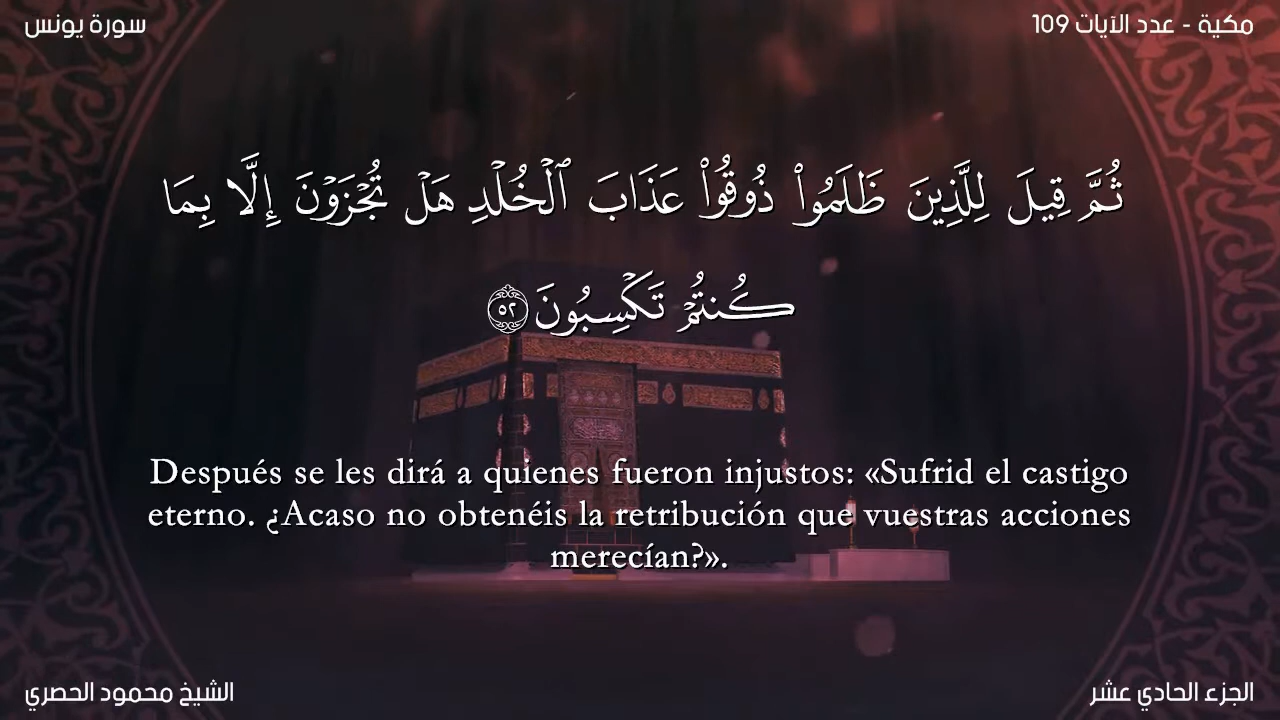 سورة يونس
مكية - عدد الآيات 109
ثُمَّ قِيلَ لِلَّذِينَ ظَلَمُوا۟ ذُوقُوا۟ عَذَابَ ٱلْخُلْدِ هَلْ تُجْزَوْنَ إِلَّا بِمَا
كُنتُمْ تَكْسِبُونَ ٥٢
Después se les dirá a quienes fueron injustos: «Sufrid el castigo
eterno. ¿Acaso no obtenéis la retribución que vuestras acciones
merecían?».
الشيخ محمود الحصري
الجزء الحادي عشر